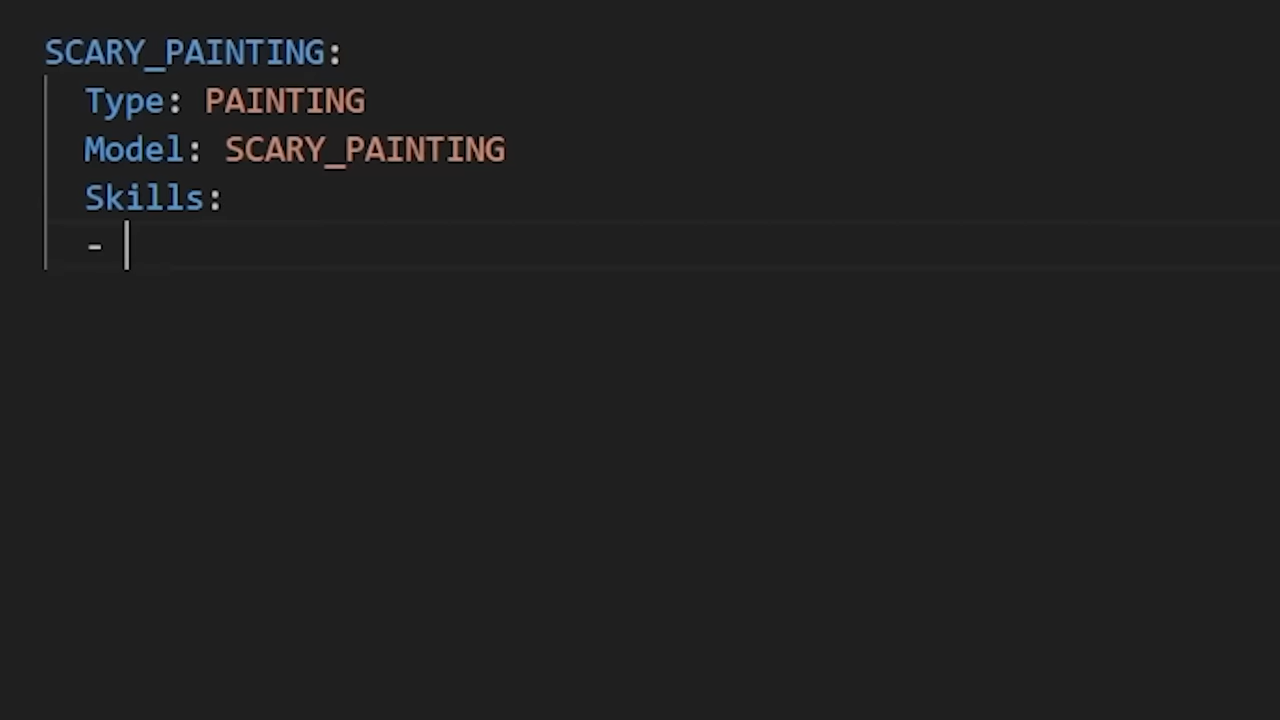 SCARY_PAINTING:
  Type: PAINTING
  Model: SCARY_PAINTING
  Skills:
  -